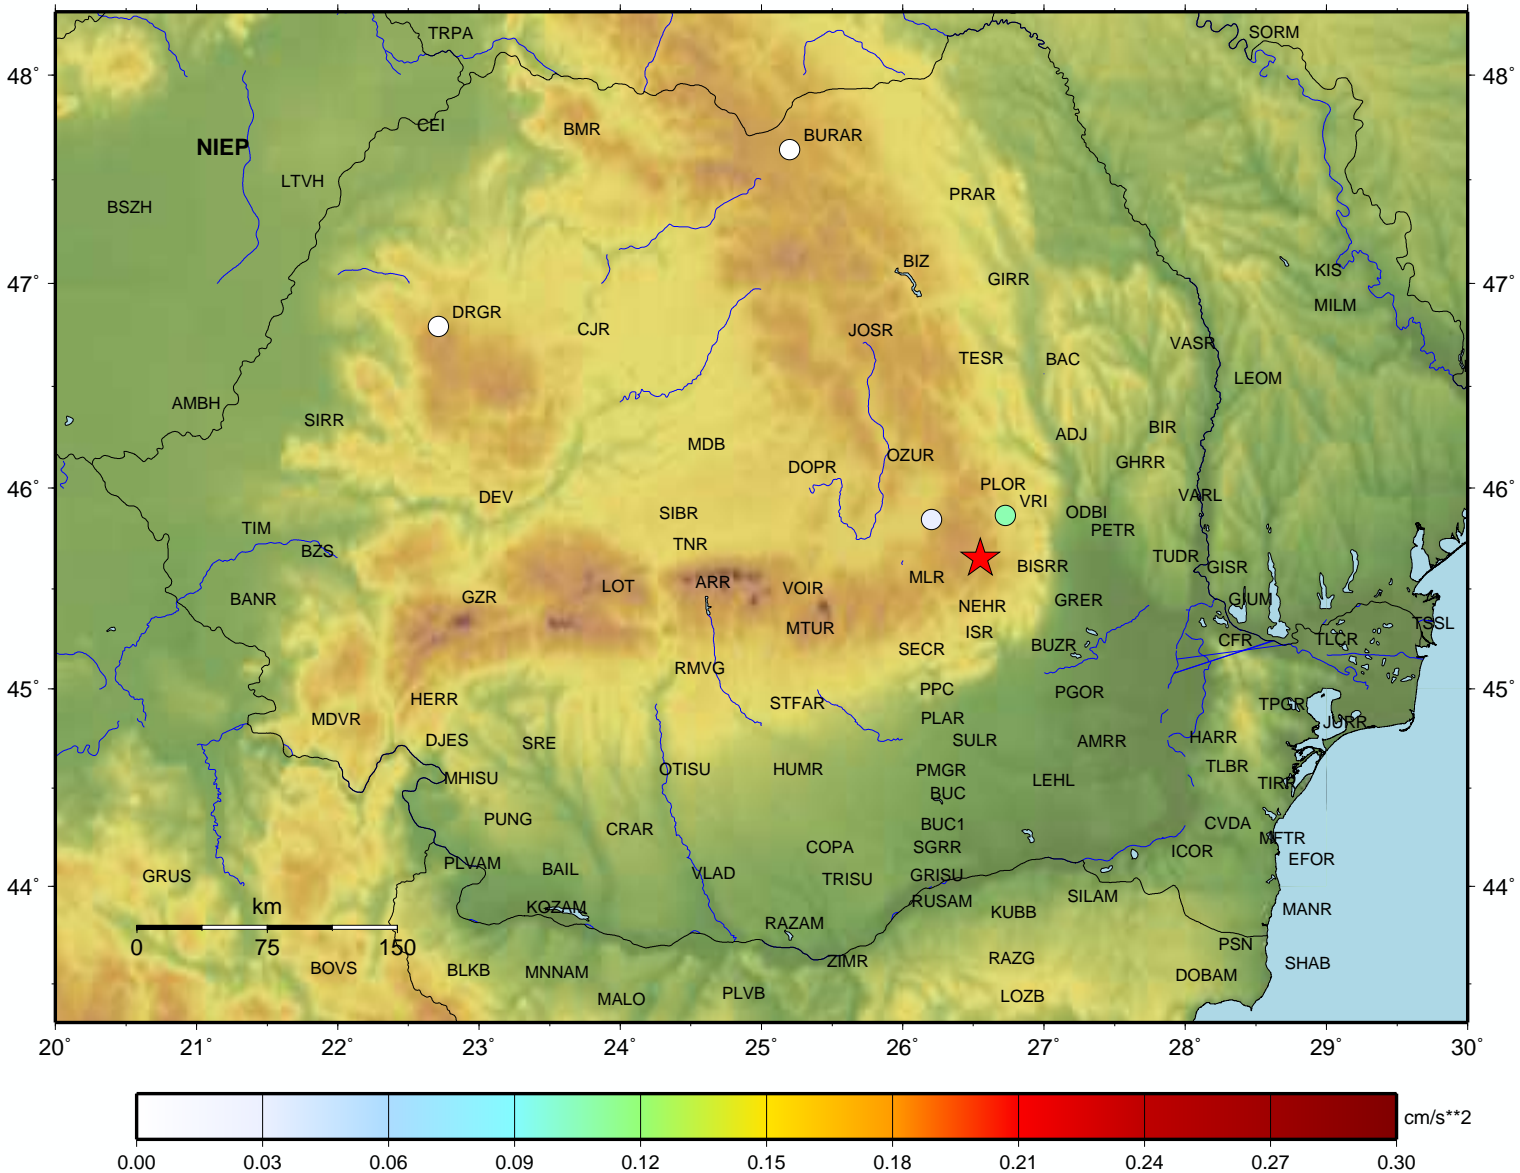 TRPA
SORM
48°
48°
CEI
BMR
BURAR
NIEP
LTVH
PRAR
BSZH
BIZ
KIS
47°
GIRR
47°
MILM
DRGR
CJR
JOSR
VASR
TESR
BAC
LEOM
AMBH
SIRR
BIR
ADJ
MDB
OZUR
GHRR
DOPR
46°
PLOR
46°
DEV
VRI
VARL
SIBR
ODBI
TIM
PETR
BZS
TNR
TUDR
BISRR
GISR
MLR
ARR
LOT
VOIR
BANR
GZR
GRER
GIUM
NEHR
MTUR
ISR
TSSL
SECR
BUZR
CFR
TLCR
RMVG
45°
PPC
PGOR
45°
HERR
STFAR
TPGR
MDVR
PLAR
JURR
DJES
SRE
SULR
AMRR
HARR
OTISU
HUMR
PMGR
TLBR
MHISU
LEHL
TIRR
BUC
PUNG
CRAR
BUC1
CVDA
MFTR
COPA
SGRR
ICOR
EFOR
PLVAM
BAIL
VLAD
TRISU
GRISU
GRUS
44°
44°
SILAM
RUSAM
KOZAM
KUBB
MANR
km
RAZAM
0
75
150
PSN
ZIMR
RAZG
SHAB
BOVS
BLKB
MNNAM
DOBAM
PLVB
MALO
LOZB
20
21
22
23
24
25
26
27
28
29
30
cm/s**2
0.00
0.03
0.06
0.09
0.12
0.15
0.18
0.21
0.24
0.27
0.30